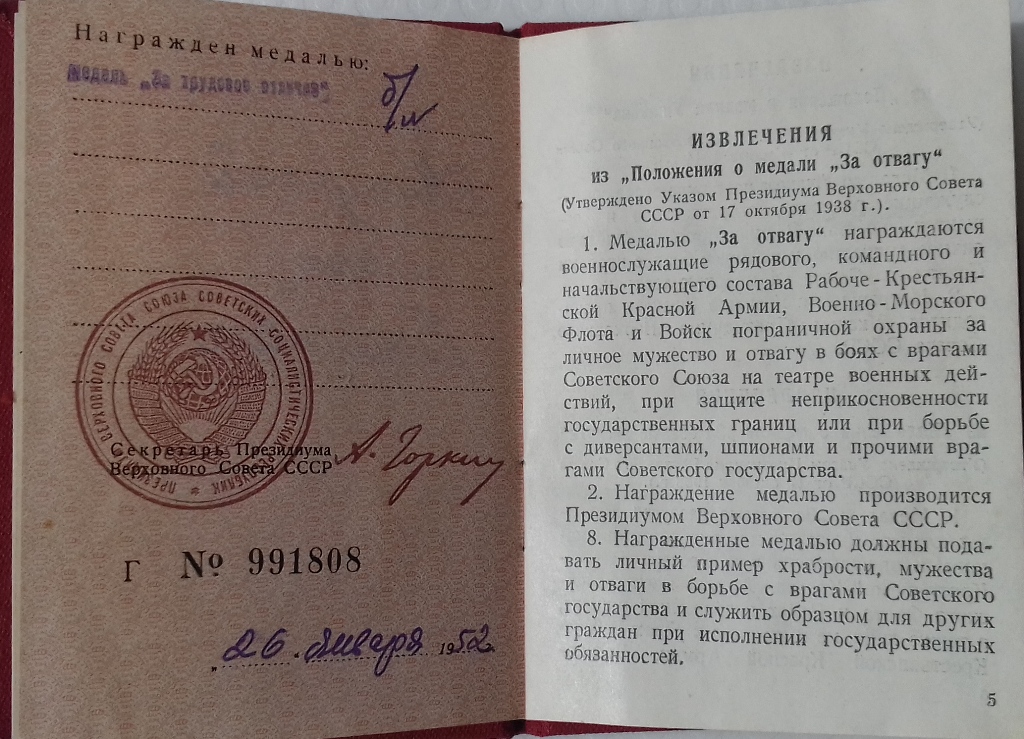 Награжден медалью:
Медаль „За трудовое отличие"
б/н
ПРЕЗИДИУМ ВЕРХОВНОГО СОВЕТА СОЮЗА СОВЕТСКИХ СОЦИАЛИСТИЧЕСКИХ РЕСПУБЛИК
Секретарь Президиума
Верховного Совета СССР
А. Горкин
Г № 991808
„26" января 1952
ИЗВЛЕЧЕНИЯ
из „Положения о медали „За отвагу"
(Утверждено Указом Президиума Верховного Совета
СССР от 17 октября 1938 г.).
1. Медалью „За отвагу" награждаются
военнослужащие рядового, командного и
начальствующего состава Рабоче-Крестьян-
ской Красной Армии, Военно-Морского
Флота и Войск пограничной охраны за
личное мужество и отвагу в боях с врагами
Советского Союза на театре военных дей-
ствий, при защите неприкосновенности
государственных границ или при борьбе
с диверсантами, шпионами и прочими вра-
гами Советского государства.
2. Награждение медалью производится
Президиумом Верховного Совета СССР.
8. Награжденные медалью должны пода-
вать личный пример храбрости, мужества
и отваги в борьбе с врагами Советского
государства и служить образцом для других
граждан при исполнении государственных
обязанностей.
5